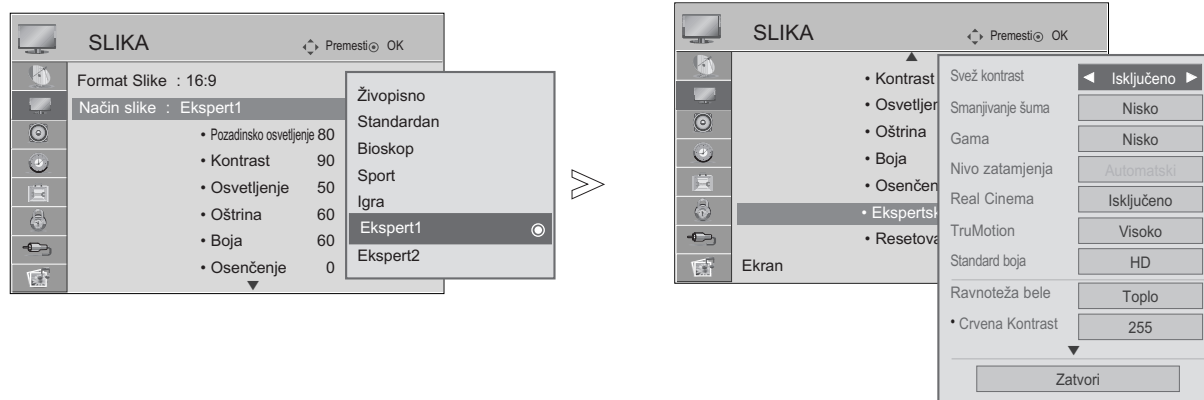 SLIKA
Premesti OK
Format Slike : 16:9
Način slike : Ekspert1
• Pozadinsko osvetljenje 80
• Kontrast 90
• Osvetljenje 50
• Oštrina 60
• Boja 60
• Osenčenje 0
Živopisno
Standardan
Bioskop
Sport
Igra
Ekspert1
Ekspert2
SLIKA
Premesti OK
• Kontrast
• Osvetljen
• Oštrina
• Boja
• Osenčen
• Ekspertsk
• Resetova
Ekran
Svež kontrast Isključeno
Smanjivanje šuma Nisko
Gama Nisko
Nivo zatamjenja Automatski
Real Cinema Isključeno
TruMotion Visoko
Standard boja HD
Ravnoteža bele Toplo
• Crvena Kontrast 255
Zatvori